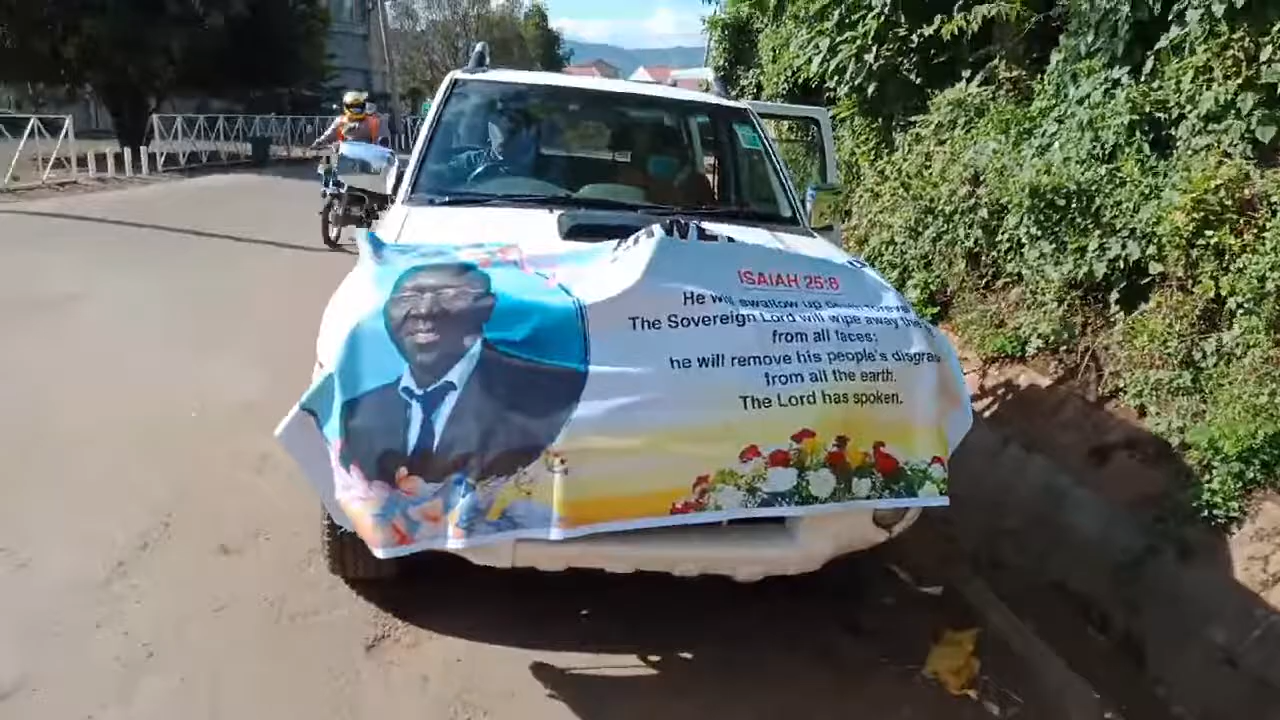 ISAIAH 25:8
He will swallow up death
The Sovereign Lord will wipe away the
from all faces;
he will remove his people's
from all the earth.
The Lord has spoken.